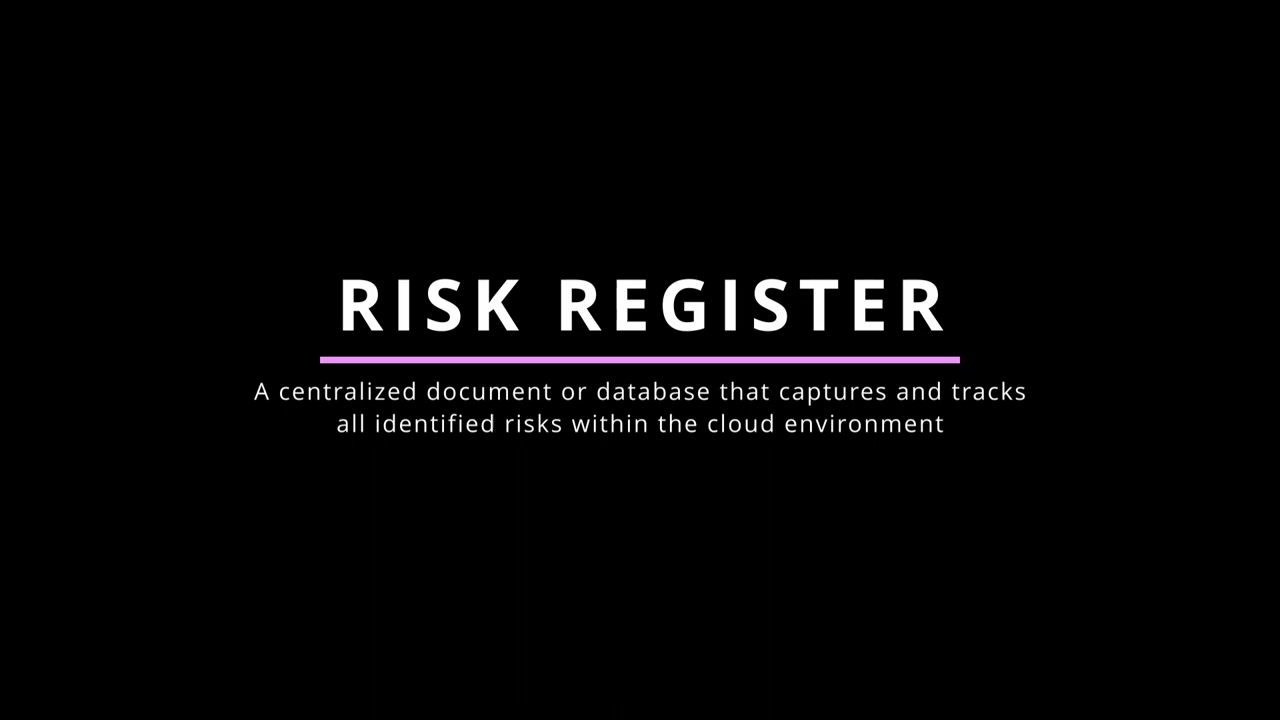 RISK REGISTER
A centralized document or database that captures and tracks
all identified risks within the cloud environment